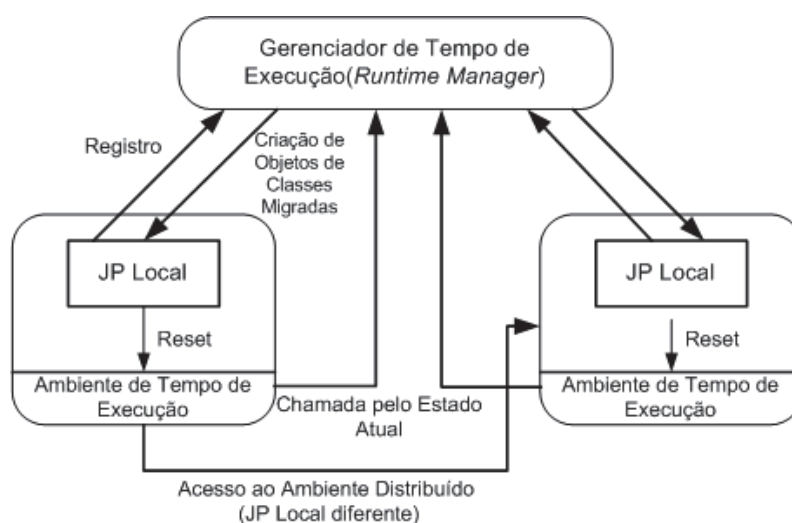 Gerenciador de Tempo de
Execução(Runtime Manager)
Registro
Criação de
Objetos de
Classes
Migradas
JP Local
JP Local
Reset
Reset
Ambiente de Tempo de
Execução
Ambiente de Tempo de
Execução
Chamada pelo Estado
Atual
Acesso ao Ambiente Distribuído
(JP Local diferente)